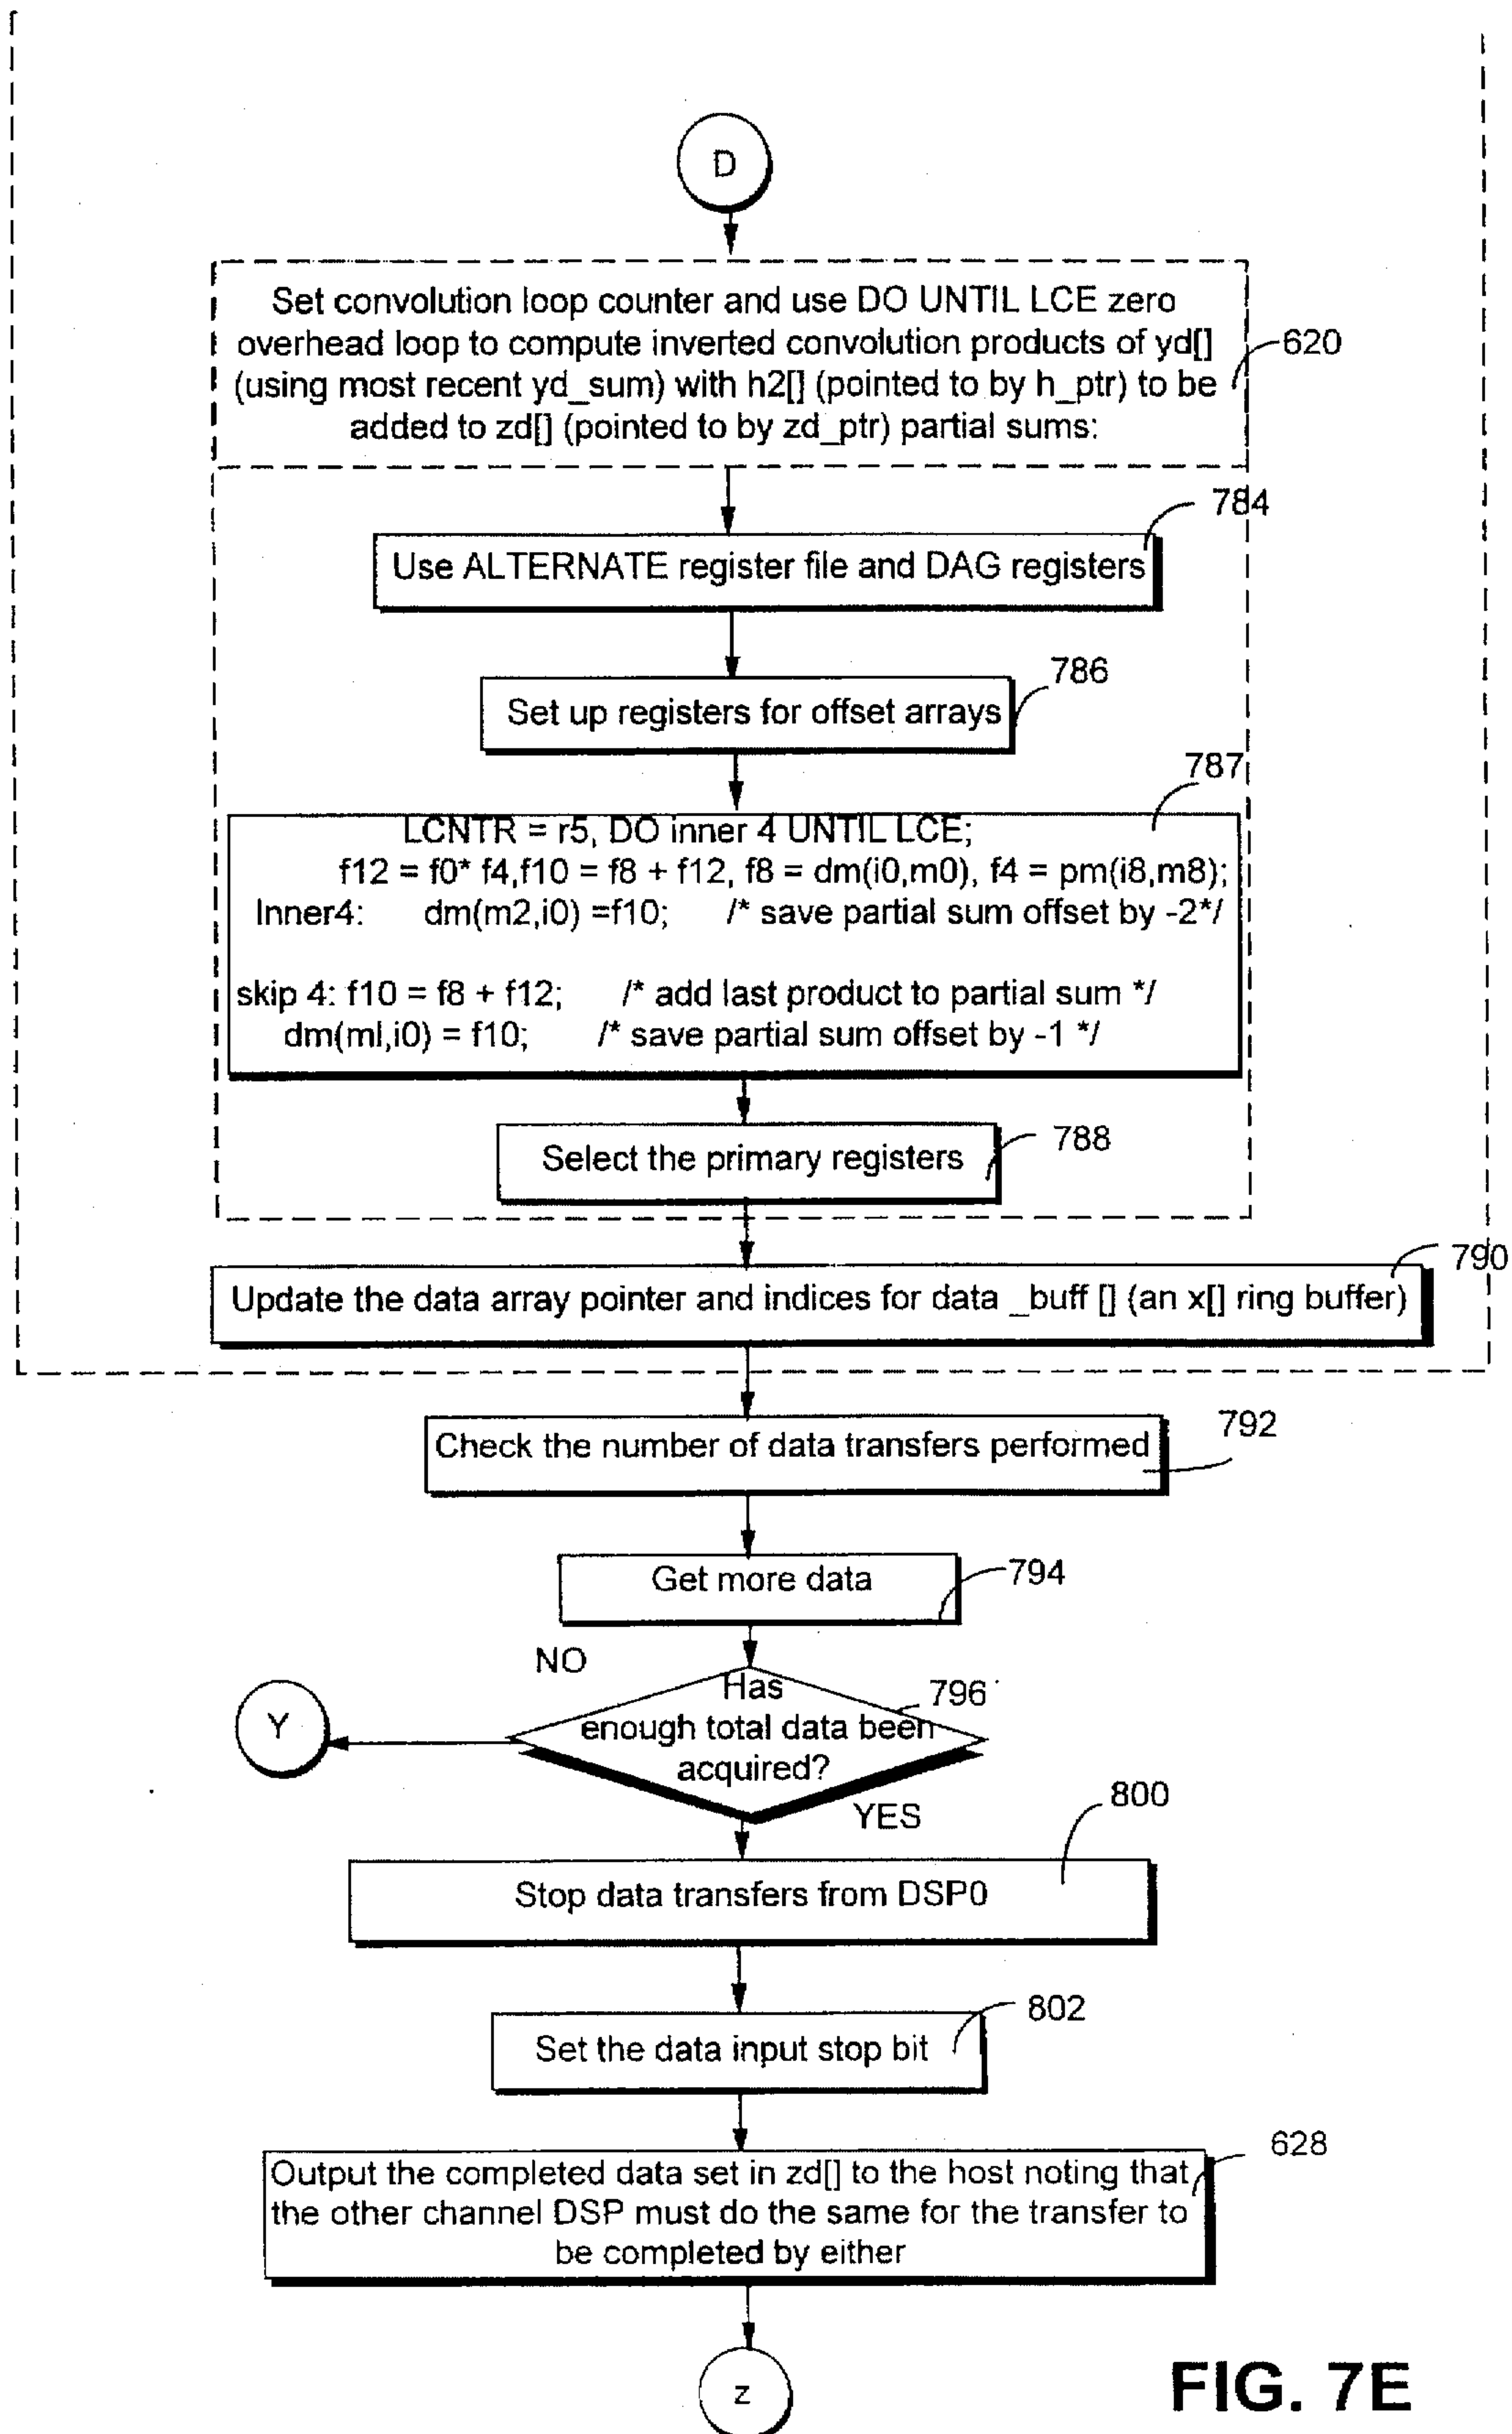 D
Set convolution loop counter and use DO UNTIL LCE zero
overhead loop to compute inverted convolution products of yd[]
(using most recent yd_sum) with h2[] (pointed to by h_ptr) to be
added to zd[] (pointed to by zd_ptr) partial sums:
620
784
Use ALTERNATE register file and DAG registers
786
Set up registers for offset arrays
787
LCNTR = r5, DO inner 4 UNTIL LCE;
f12 = f0* f4,f10 = f8 + f12, f8 = dm(i0,m0), f4 = pm(i8,m8);
Inner4: dm(m2,i0) =f10; /* save partial sum offset by -2*/
skip 4: f10 = f8 + f12; /* add last product to partial sum */
dm(ml,i0) = f10; /* save partial sum offset by -1 */
788
Select the primary registers
790
Update the data array pointer and indices for data _buff [] (an x[] ring buffer)
792
Check the number of data transfers performed
794
Get more data
NO
796
Has
enough total data been
acquired?
Y
YES
800
Stop data transfers from DSP0
802
Set the data input stop bit
628
Output the completed data set in zd[] to the host noting that
the other channel DSP must do the same for the transfer to
be completed by either
z
FIG. 7E